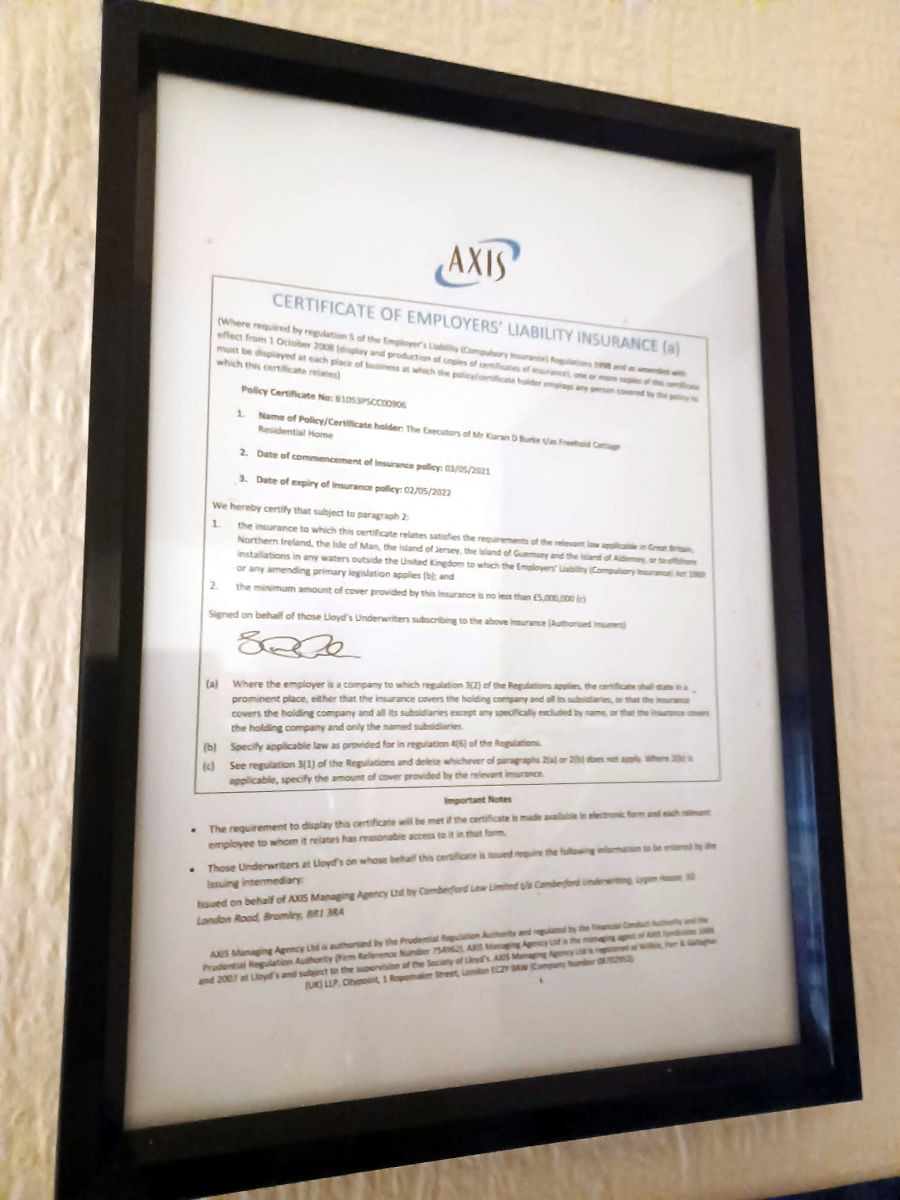 AXIS
CERTIFICATE OF EMPLOYERS' LIABILITY INSURANCE (a)
(Where required by regulation 5 of the Employer's Liability (Compulsory Insurance) Regulations 1998 and as amended with
effect from 1 October 2008 (display and production of copies of certificates of insurance), one or more copies of this certificate
must be displayed at each place of business at which the policy/certificate holder employs any person covered by the policy to
which this certificate relates)
Policy Certificate No: B1053PSCC00906
1. Name of Policy/Certificate holder: The Executors of Mr Kiaran D Burke t/as Freehold Cottage
Residential Home
2. Date of commencement of insurance policy: 03/05/2021
3. Date of expiry of insurance policy: 02/05/2022
We hereby certify that subject to paragraph 2:
1. the insurance to which this certificate relates satisfies the requirements of the relevant law applicable in Great Britain,
Northern Ireland, the Isle of Man, the Island of Jersey, the Island of Guernsey and the Island of Alderney, or to offshore
installations in any waters outside the United Kingdom to which the Employers' Liability (Compulsory Insurance) Act 1969
or any amending primary legislation applies (b); and
2. the minimum amount of cover provided by this insurance is no less than £5,000,000 (c)
Signed on behalf of those Lloyd's Underwriters subscribing to the above insurance (Authorised Insurers)
(a) Where the employer is a company to which regulation 3(2) of the Regulations applies, the certificate shall state in a
prominent place, either that the insurance covers the holding company and all its subsidiaries, or that the insurance
covers the holding company and all its subsidiaries except any specifically excluded by name, or that the insurance covers
the holding company and only the named subsidiaries.
(b) Specify applicable law as provided for in regulation 4(6) of the Regulations.
(c) See regulation 3(1) of the Regulations and delete whichever of paragraphs 2(a) or 2(b) does not apply. Where 2(b) is
applicable, specify the amount of cover provided by the relevant insurance.
Important Notes
• The requirement to display this certificate will be met if the certificate is made available in electronic form and each relevant
employee to whom it relates has reasonable access to it in that form.
• Those Underwriters at Lloyd's on whose behalf this certificate is issued require the following information to be entered by the
issuing intermediary:
Issued on behalf of AXIS Managing Agency Ltd by Comberford Law Limited t/a Comberford Underwriting, Lygon House, 50
London Road, Bromley, BR1 3RA
AXIS Managing Agency Ltd is authorised by the Prudential Regulation Authority and regulated by the Financial Conduct Authority and the
Prudential Regulation Authority (Firm Reference Number 754962). AXIS Managing Agency Ltd is the managing agent of AXIS Syndicates 1686
and 2007 at Lloyd's and subject to the supervision of the Society of Lloyd's. AXIS Managing Agency Ltd is registered at Willkie, Farr & Gallagher
(UK) LLP, Citypoint, 1 Ropemaker Street, London EC2Y 9AW (Company Number 08702952).